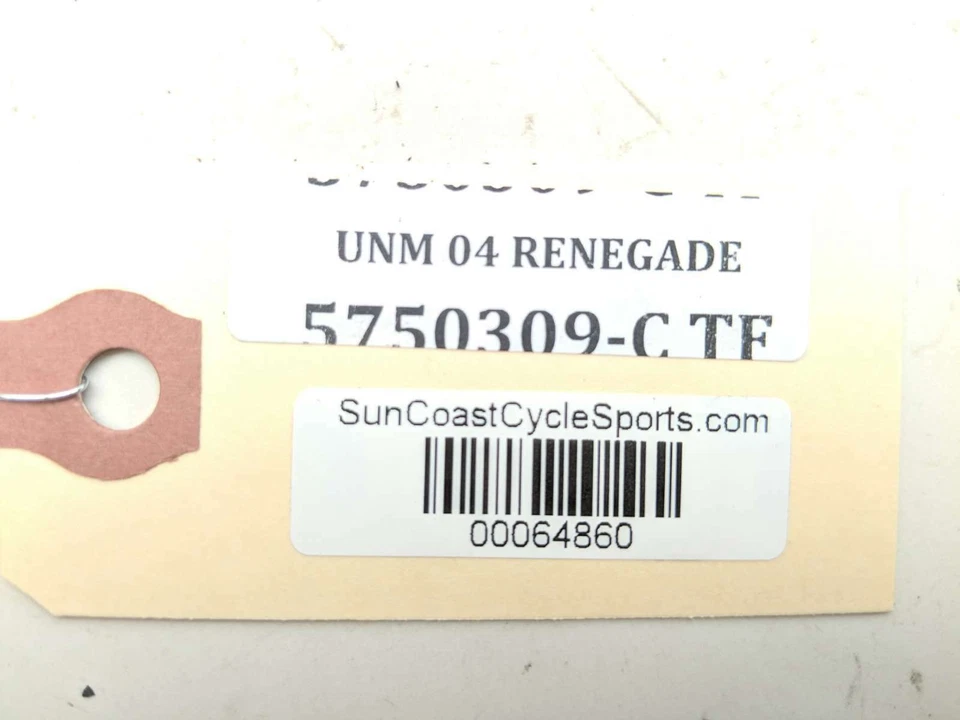 UNM 04 RENEGADE
5750309-C TF
SunCoastCycleSports.com
00064860